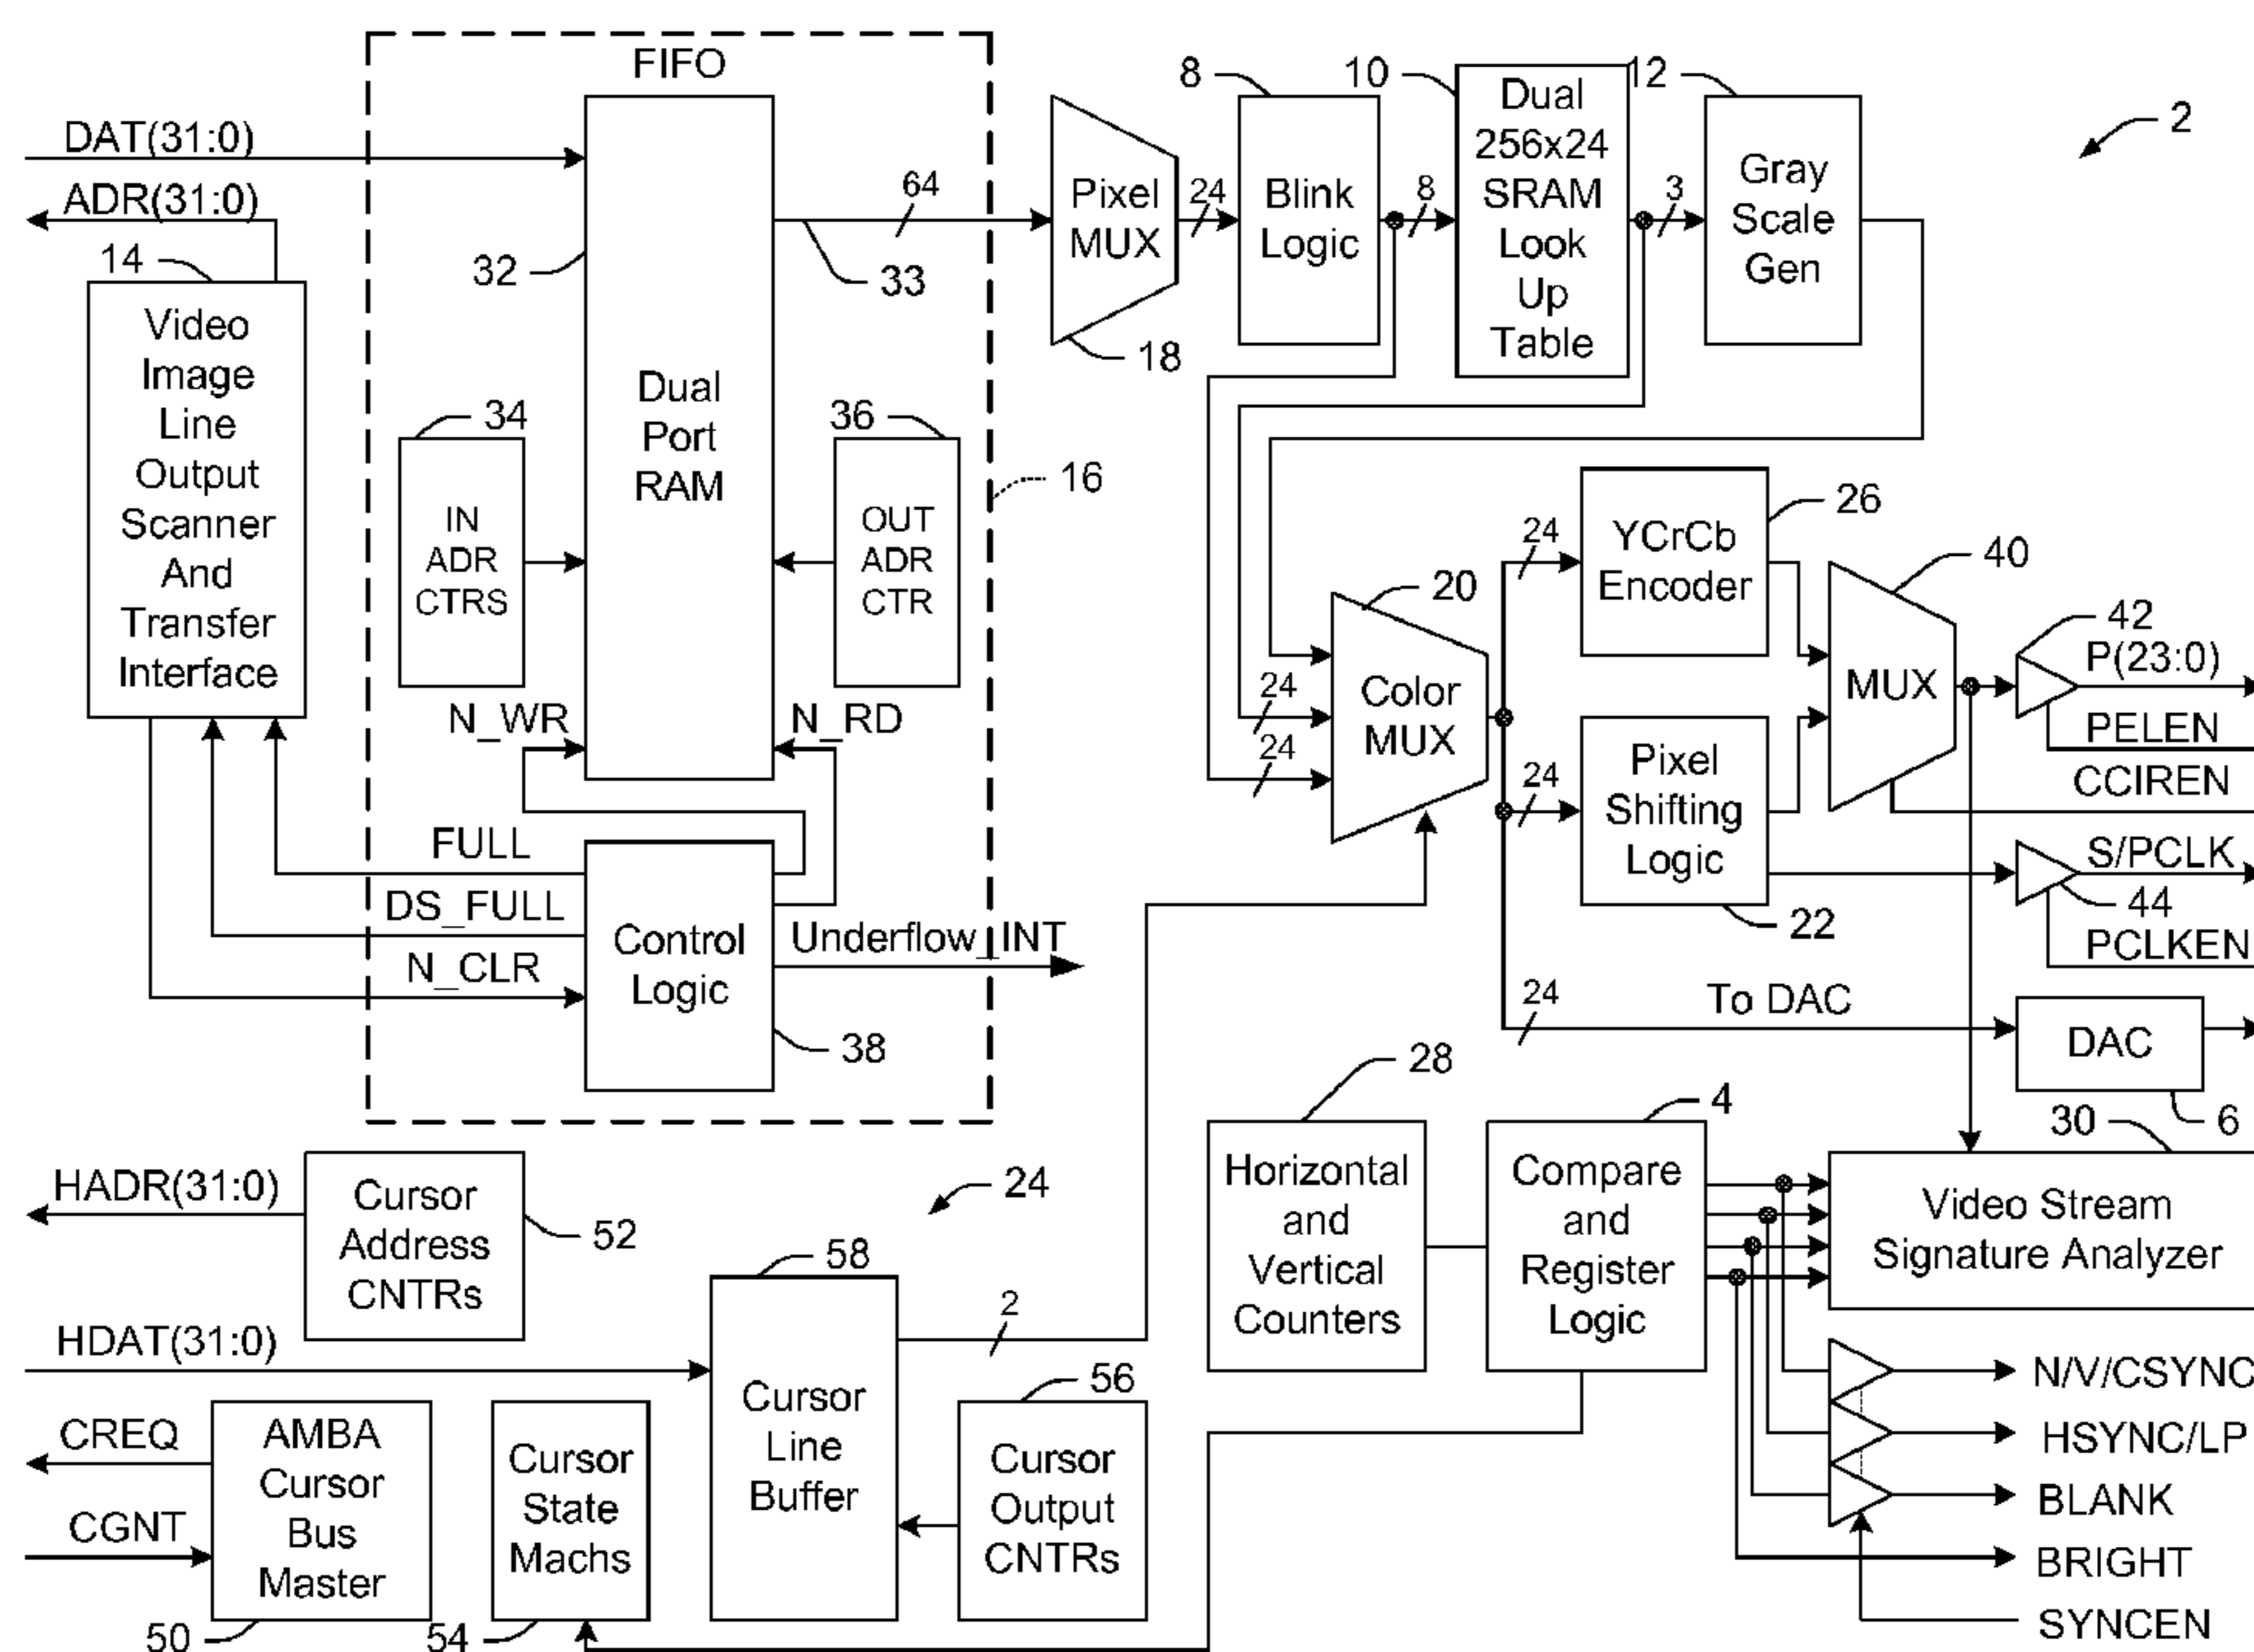 FIFO
DAT(31:0)
ADR(31:0)
14
Video
Image
Line
Output
Scanner
And
Transfer
Interface
32
Dual
Port
RAM
64
33
34
IN
ADR
CTRS
36
OUT
ADR
CTR
16
N_WR
N_RD
FULL
DS_FULL
N_CLR
Control
Logic
Underflow_INT
38
Pixel
MUX
18
24
8
Blink
Logic
8
10
Dual
256x24
SRAM
Look
Up
Table
3
12
Gray
Scale
Gen
2
20
Color
MUX
24
24
24
YCrCb
Encoder
26
24
Pixel
Shifting
Logic
22
40
MUX
42
P(23:0)
PELEN
CCIREN
S/PCLK
44
PCLKEN
24
To DAC
DAC
6
28
Horizontal
and
Vertical
Counters
4
Compare
and
Register
Logic
30
Video Stream
Signature Analyzer
N/V/CSYNC
HSYNC/LP
BLANK
BRIGHT
SYNCEN
HADR(31:0)
Cursor
Address
CNTRs
52
24
HDAT(31:0)
58
Cursor
Line
Buffer
2
56
Cursor
Output
CNTRs
CREQ
CGNT
AMBA
Cursor
Bus
Master
50
Cursor
State
Machs
54